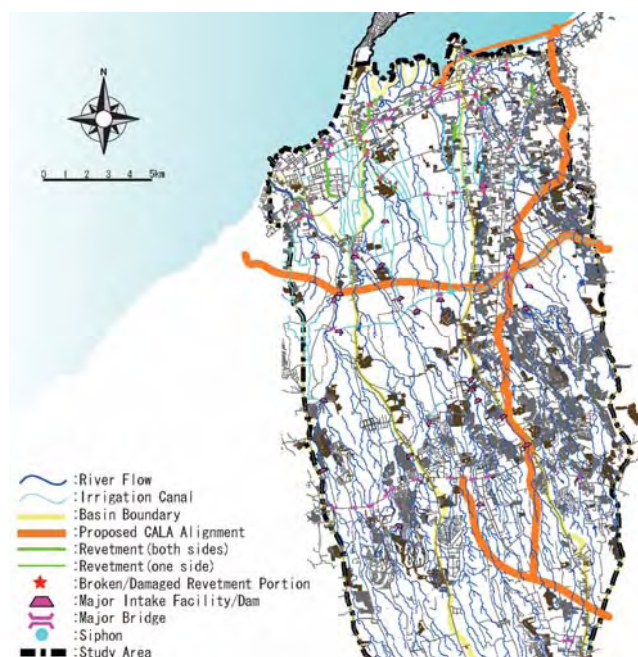 N
0 1 2 3 4 5km
:River Flow
:Irrigation Canal
:Basin Boundary
:Proposed CALA Alignment
:Revetment(both sides)
:Revetment(one side)
:Broken/Damaged Revetment Portion
:Major Intake Facility/Dam
:Major Bridge
:Siphon
:Study Area